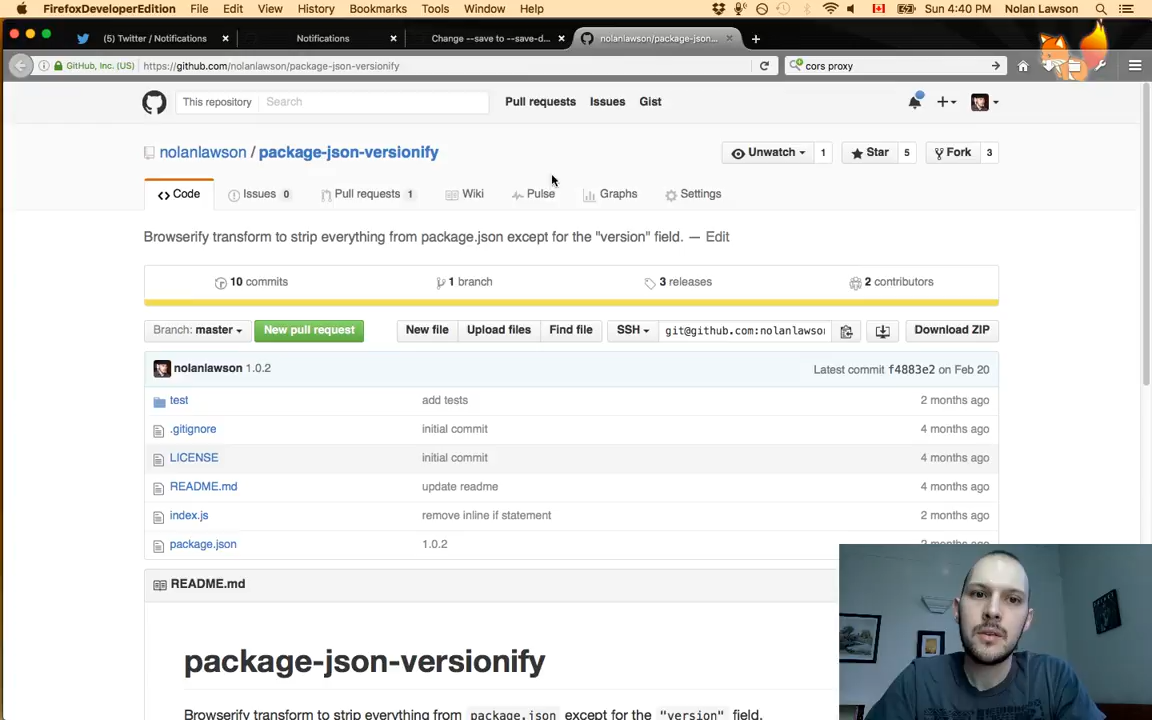 FirefoxDeveloperEdition File Edit View History Bookmarks Tools Window Help Sun 4:40 PM Nolan Lawson
(5) Twitter / Notifications Notifications Change --save to --save-d... nolanlawson/package-json...
GitHub, Inc. (US) https://github.com/nolanlawson/package-json-versionify cors proxy
This repository Search Pull requests Issues Gist
nolanlawson / package-json-versionify Unwatch 1 Star 5 Fork 3
Code Issues 0 Pull requests 1 Wiki Pulse Graphs Settings
Browserify transform to strip everything from package.json except for the "version" field. — Edit
10 commits 1 branch 3 releases 2 contributors
Branch: master New pull request New file Upload files Find file SSH git@github.com:nolanlawso Download ZIP
nolanlawson 1.0.2 Latest commit f4883e2 on Feb 20
test add tests 2 months ago
.gitignore initial commit 4 months ago
LICENSE initial commit 4 months ago
README.md update readme 4 months ago
index.js remove inline if statement 2 months ago
package.json 1.0.2 2 months ago
README.md
package-json-versionify
Browserify transform to strip everything from package.json except for the "version" field.